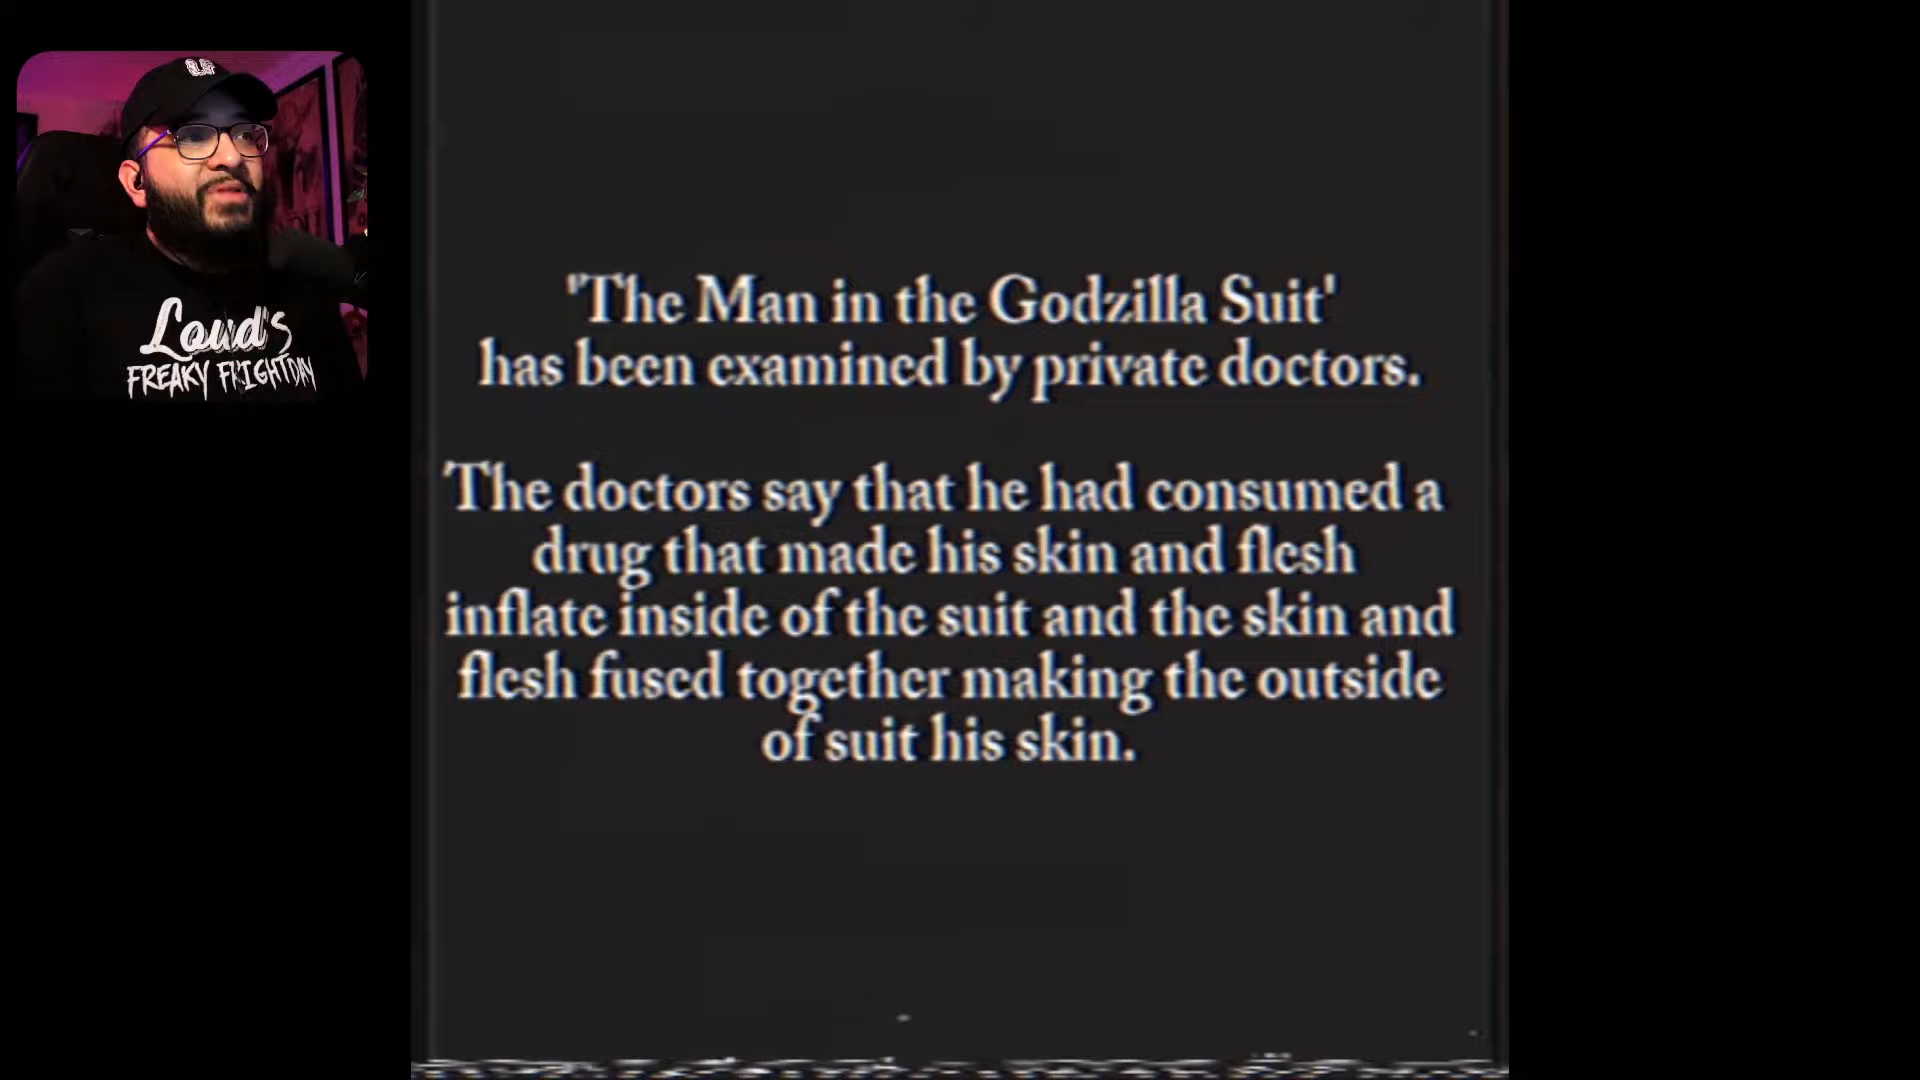 Loud's
FREAKY FRIGHTDAY
'The Man in the Godzilla Suit'
has been examined by private doctors.
The doctors say that he had consumed a
drug that made his skin and flesh
inflate inside of the suit and the skin and
flesh fused together making the outside
of suit his skin.